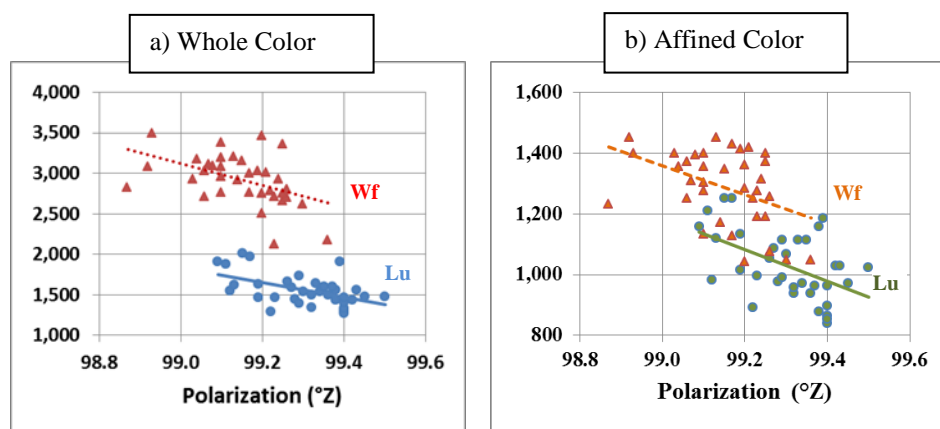 a) Whole Color
4,000
3,500
3,000
2,500
2,000
1,500
1,000
Wf
Lu
98.8 99.0 99.2 99.4 99.6
Polarization (°Z)
b) Affined Color
1,600
1,400
1,200
1,000
800
Wf
Lu
98.8 99.0 99.2 99.4 99.6
Polarization (°Z)